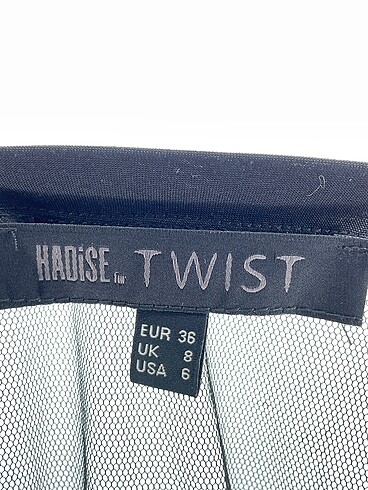 HADiSE for TWIST
EUR 36
UK 8
USA 6